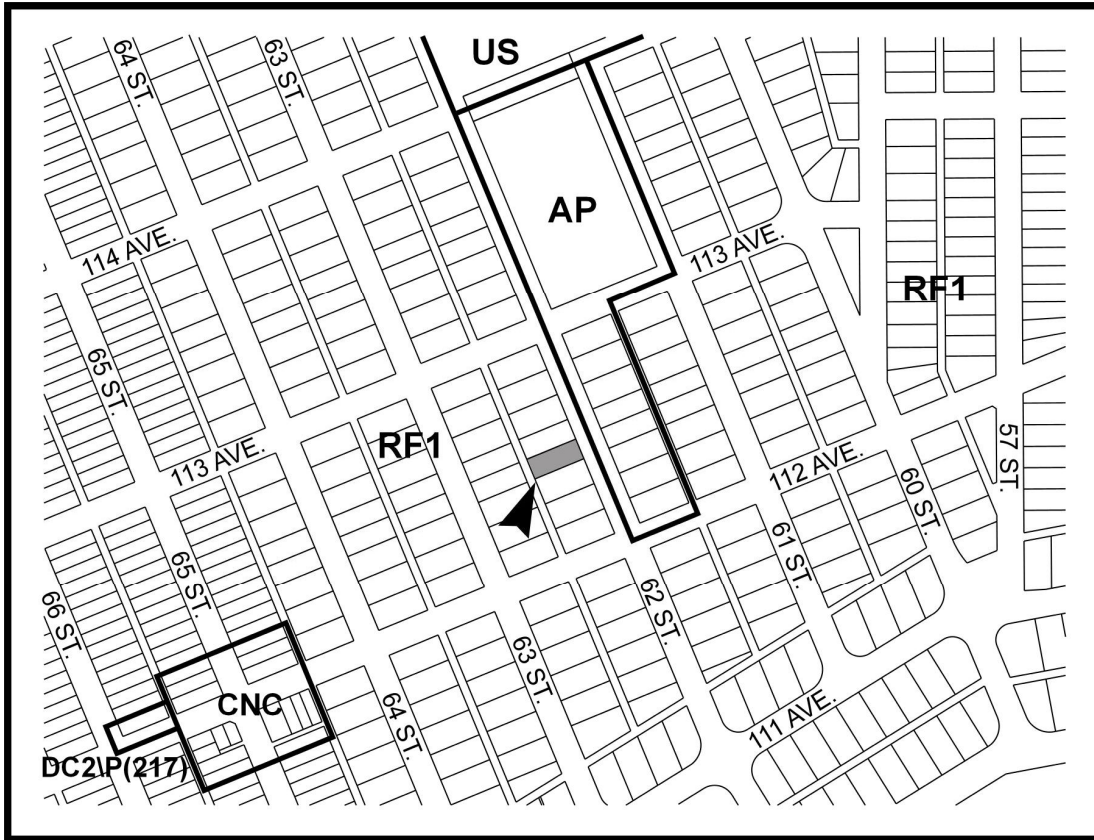 US
64 ST.
63 ST.
AP
114 AVE.
113 AVE.
RF1
65 ST.
RF1
113 AVE.
57 ST.
112 AVE.
60 ST.
65 ST.
61 ST.
66 ST.
62 ST.
63 ST.
CNC
64 ST.
111 AVE.
DC2\P(217)